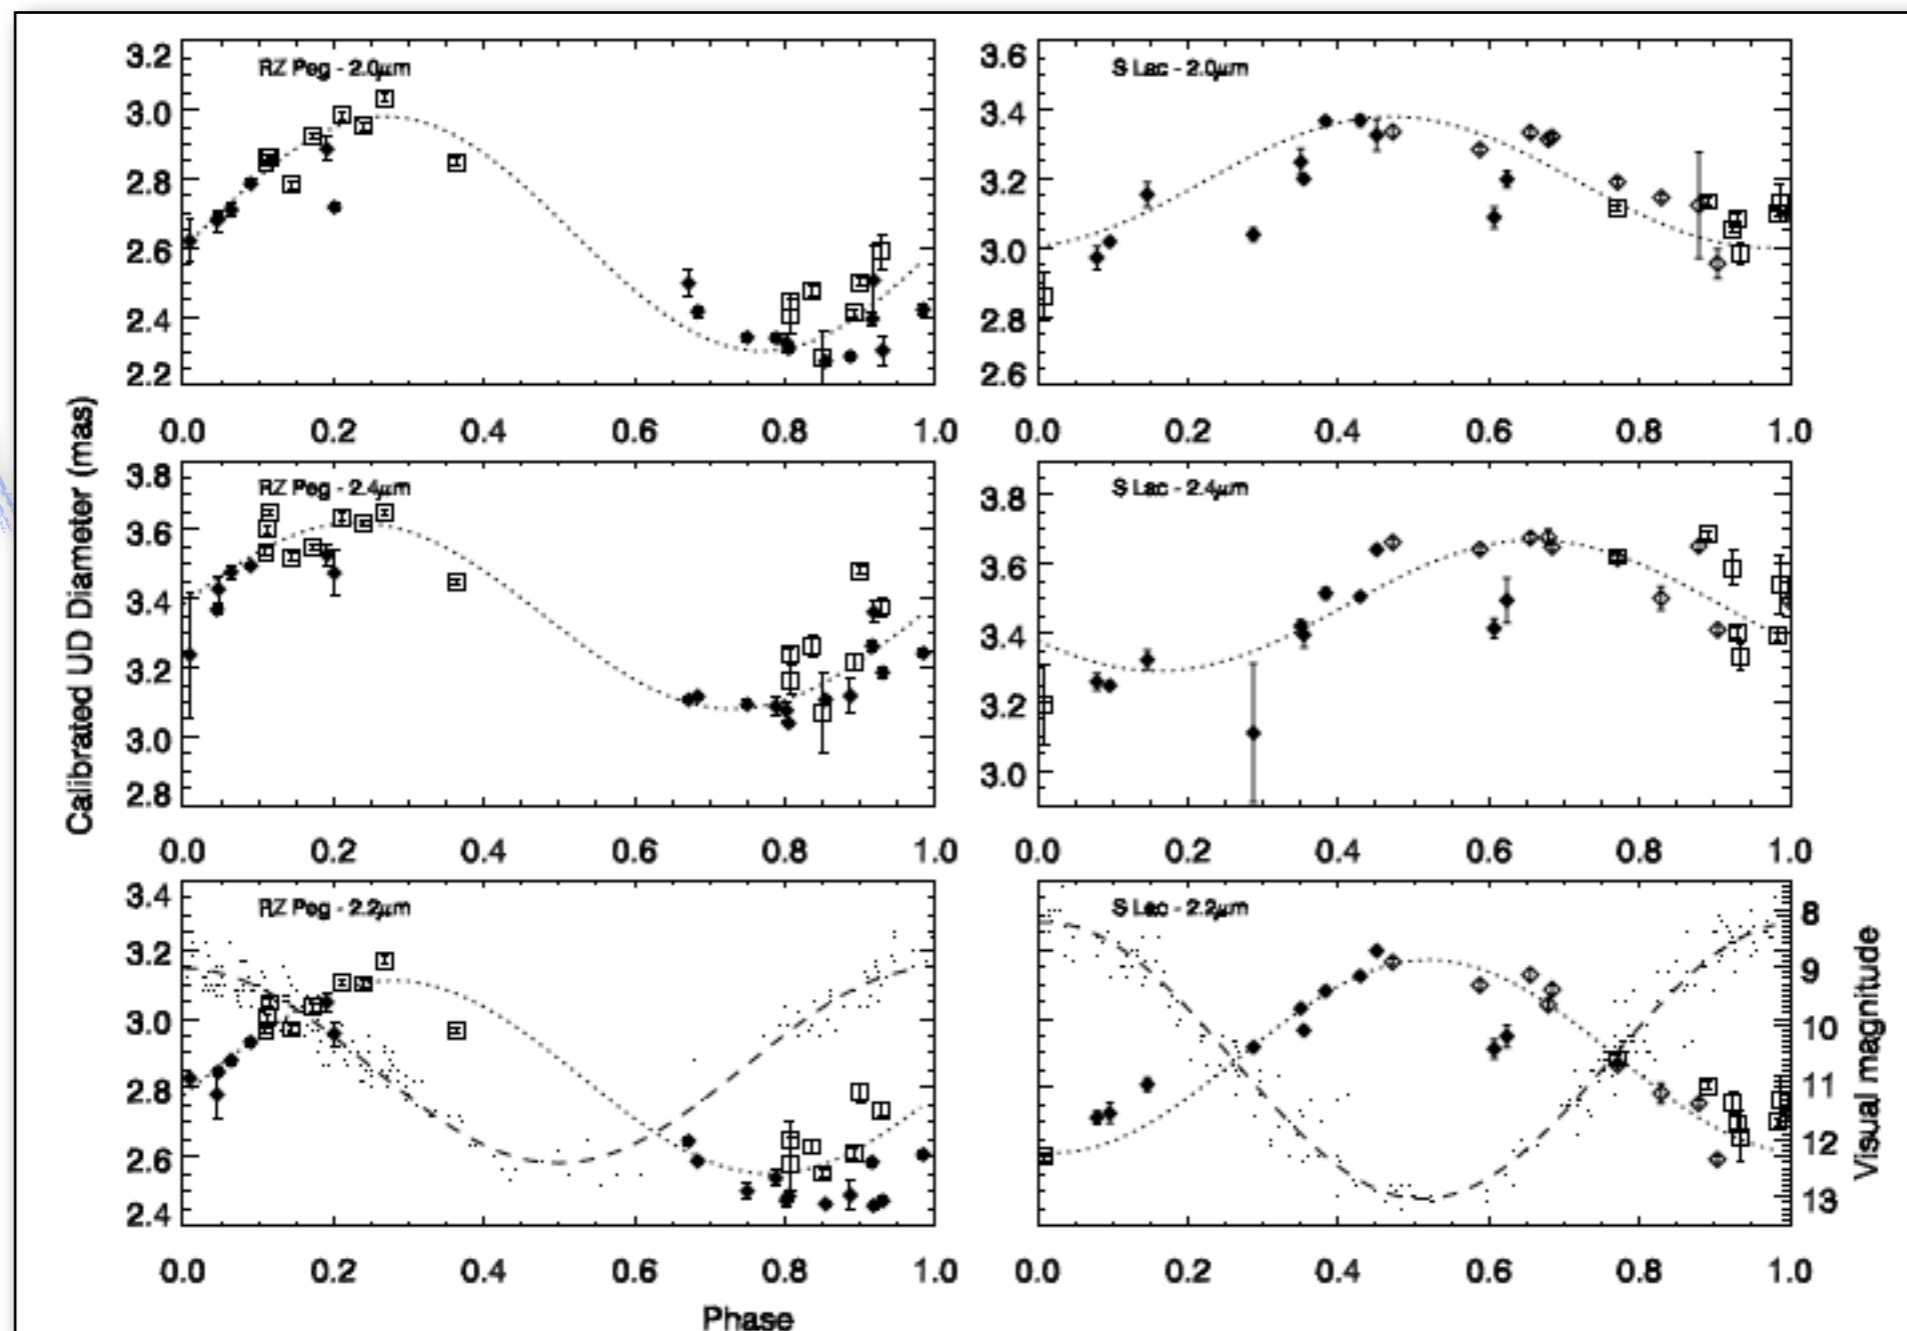 RZ Peg - 2.0μm
3.2
3.0
2.8
2.6
2.4
2.2
0.0 0.2 0.4 0.6 0.8 1.0
S Lac - 2.0μm
3.6
3.4
3.2
3.0
2.8
2.6
0.0 0.2 0.4 0.6 0.8 1.0
Calibrated UD Diameter (mas)
RZ Peg - 2.4μm
3.8
3.6
3.4
3.2
3.0
2.8
0.0 0.2 0.4 0.6 0.8 1.0
S Lac - 2.4μm
3.8
3.6
3.4
3.2
3.0
0.0 0.2 0.4 0.6 0.8 1.0
RZ Peg - 2.2μm
3.4
3.2
3.0
2.8
2.6
2.4
0.0 0.2 0.4 0.6 0.8 1.0
S Lac - 2.2μm
8
9
10
11
12
13
Visual magnitude
0.0 0.2 0.4 0.6 0.8 1.0
Phase